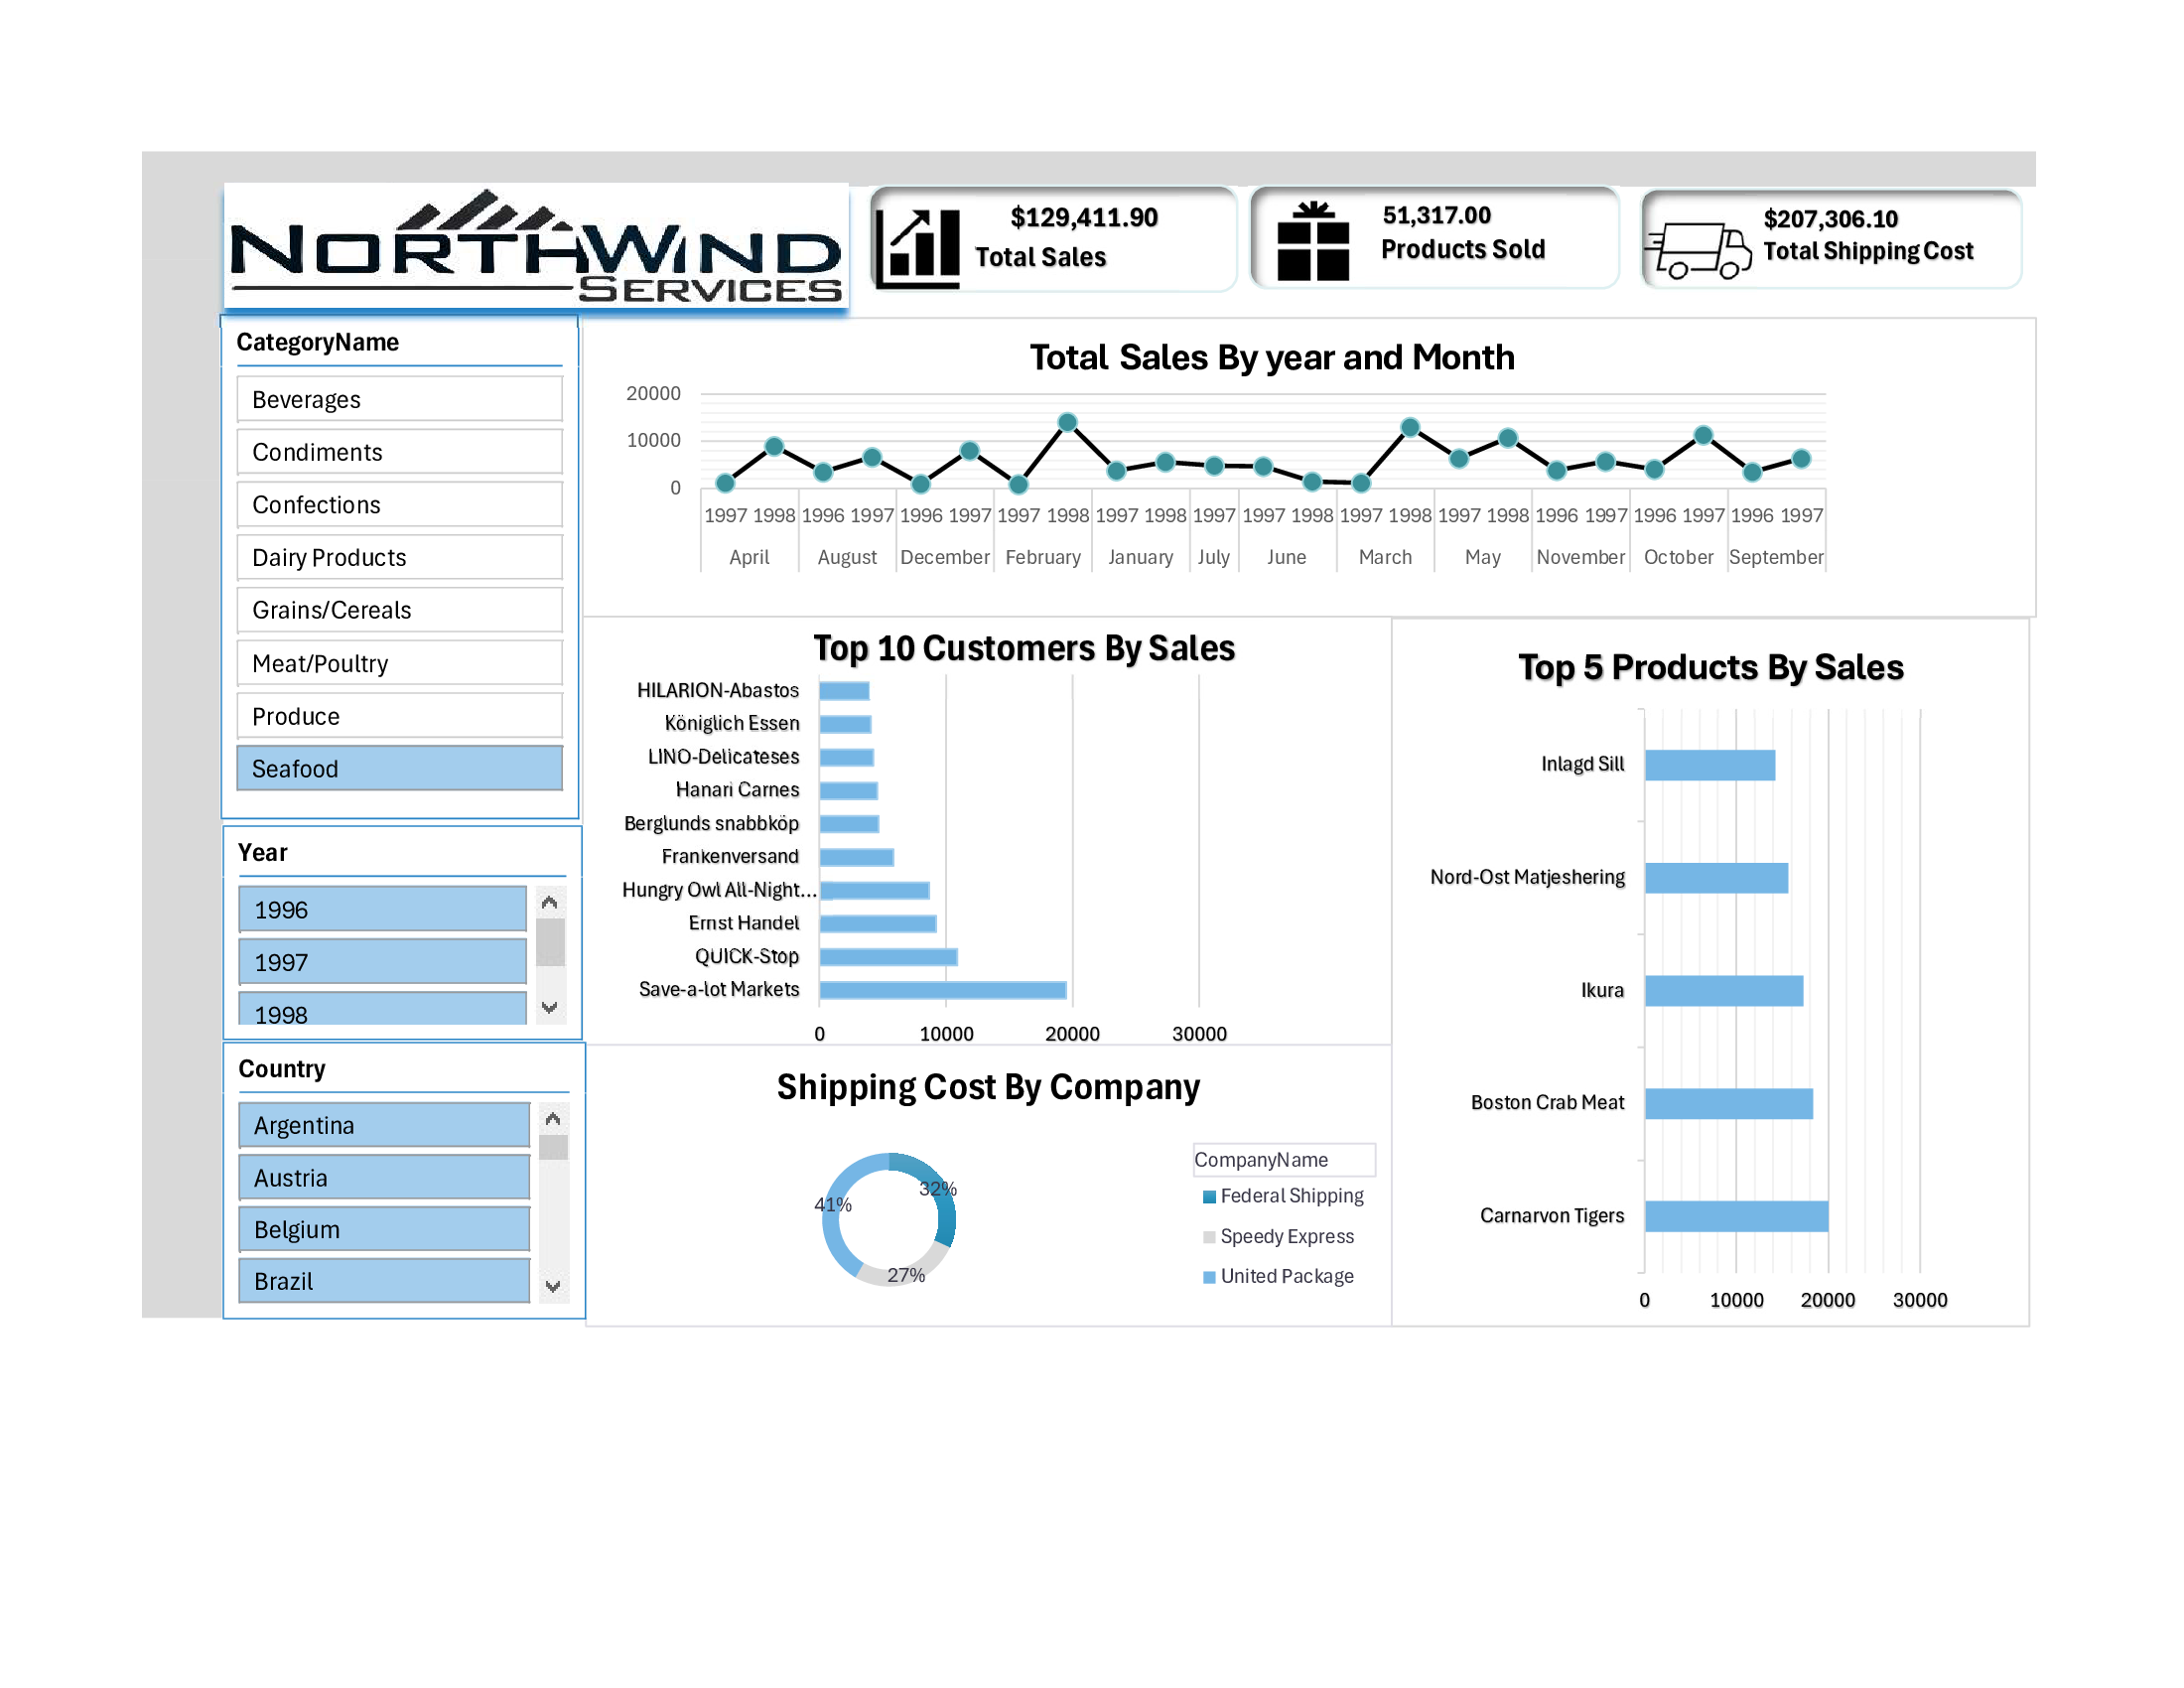 NORTHWIND
SERVICES
$129,411.90
Total Sales
51,317.00
Products Sold
$207,306.10
Total Shipping Cost
CategoryName
Beverages
Condiments
Confections
Dairy Products
Grains/Cereals
Meat/Poultry
Produce
Seafood
Year
1996
1997
1998
Country
Argentina
Austria
Belgium
Brazil
Total Sales By year and Month
20000
10000
0
1997 1998 1996 1997 1996 1997 1997 1998 1997 1998 1997 1997 1998 1997 1998 1997 1998 1996 1997 1996 1997 1996 1997
April August December February January July June March May November October September
Top 10 Customers By Sales
HILARION-Abastos
Königlich Essen
LINO-Delicateses
Hanari Carnes
Berglunds snabbköp
Frankenversand
Hungry Owl All-Night...
Ernst Handel
QUICK-Stop
Save-a-lot Markets
0 10000 20000 30000
Shipping Cost By Company
32%
41%
27%
CompanyName
Federal Shipping
Speedy Express
United Package
Top 5 Products By Sales
Inlagd Sill
Nord-Ost Matjeshering
Ikura
Boston Crab Meat
Carnarvon Tigers
0 10000 20000 30000